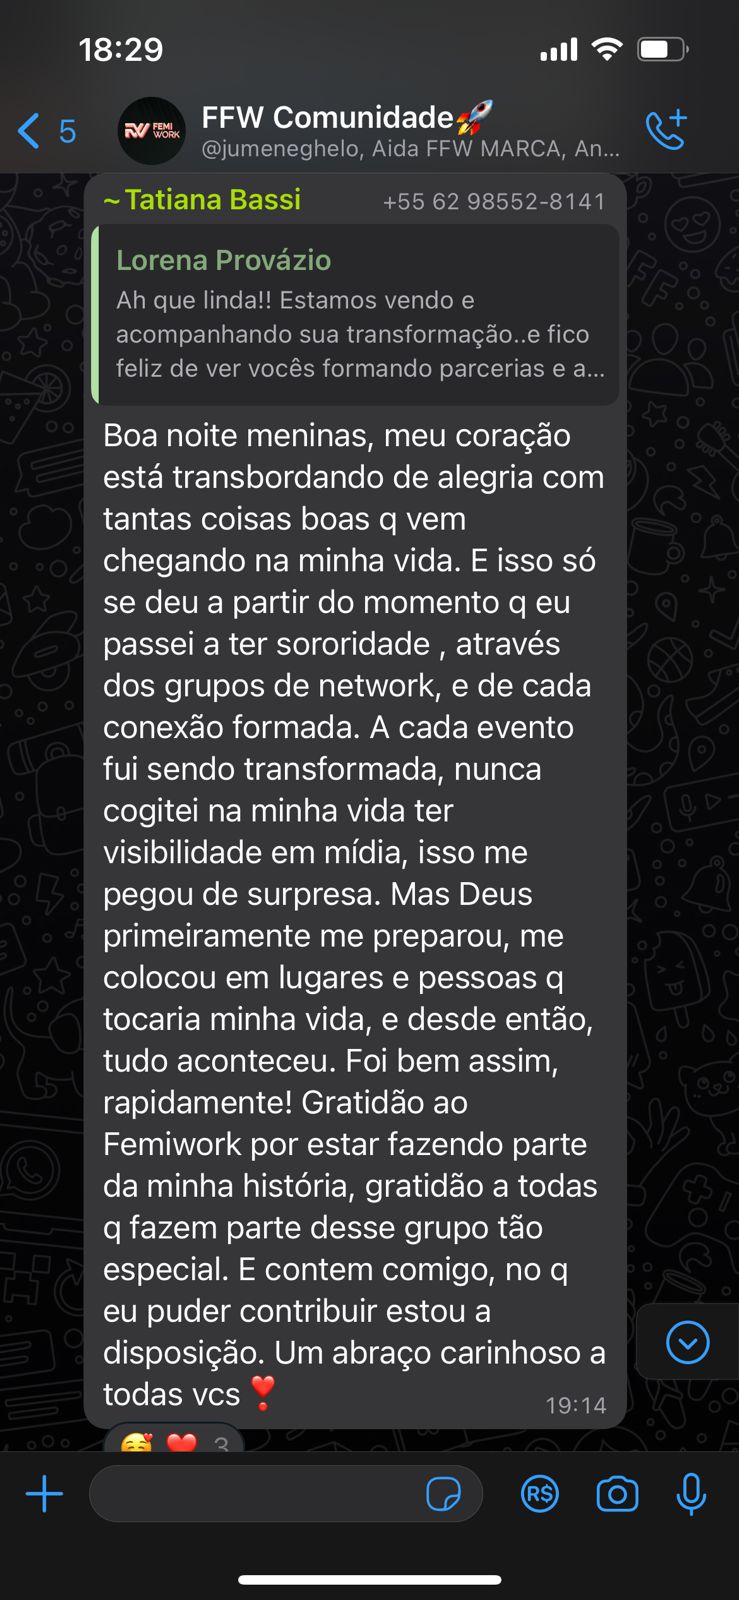 18:29
5
FEMI
WORK
FFW Comunidade🚀
@jumeneghelo, Aida FFW MARCA, An...
~Tatiana Bassi +55 62 98552-8141
Lorena Provázio
Ah que linda!! Estamos vendo e
acompanhando sua transformação..e fico
feliz de ver vocês formando parcerias e a...
Boa noite meninas, meu coração
está transbordando de alegria com
tantas coisas boas q vem
chegando na minha vida. E isso só
se deu a partir do momento q eu
passei a ter sororidade , através
dos grupos de network, e de cada
conexão formada. A cada evento
fui sendo transformada, nunca
cogitei na minha vida ter
visibilidade em mídia, isso me
pegou de surpresa. Mas Deus
primeiramente me preparou, me
colocou em lugares e pessoas q
tocaria minha vida, e desde então,
tudo aconteceu. Foi bem assim,
rapidamente! Gratidão ao
Femiwork por estar fazendo parte
da minha história, gratidão a todas
q fazem parte desse grupo tão
especial. E contem comigo, no q
eu puder contribuir estou a
disposição. Um abraço carinhoso a
todas vcs ❣️
19:14
🥰 ❤️ 3
R$